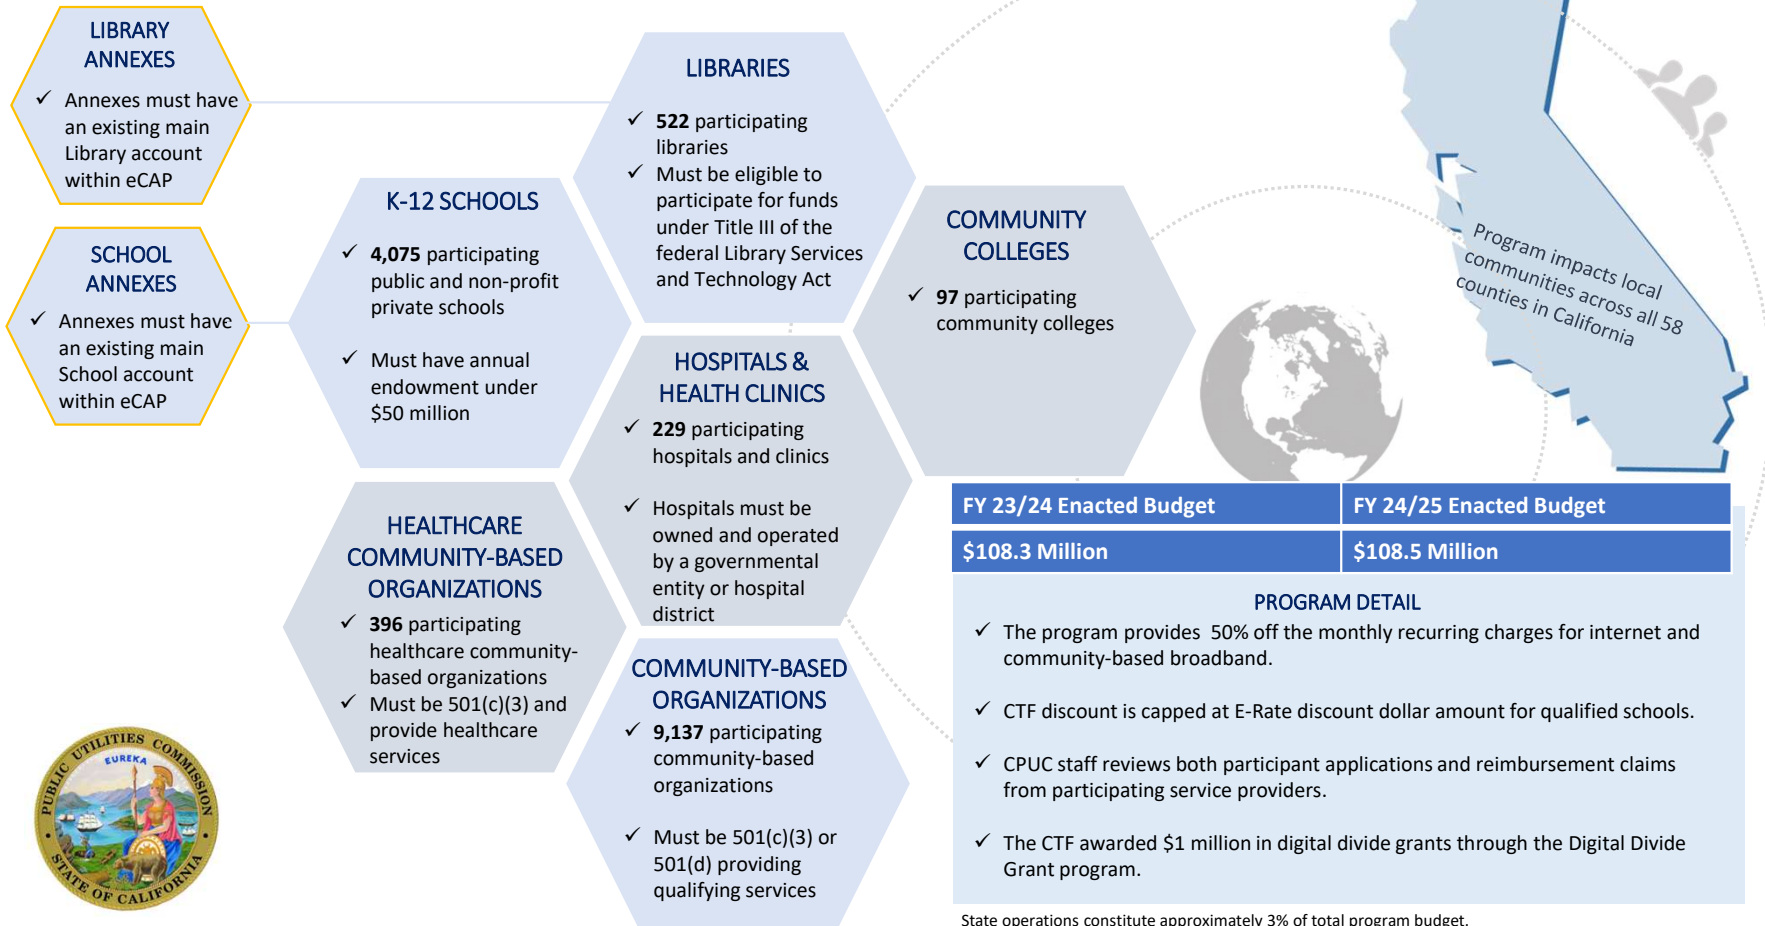 LIBRARY
ANNEXES
✓ Annexes must have
an existing main
Library account
within eCAP
SCHOOL
ANNEXES
✓ Annexes must have
an existing main
School account
within eCAP
K-12 SCHOOLS
✓ 4,075 participating
public and non-profit
private schools
✓ Must have annual
endowment under
$50 million
LIBRARIES
✓ 522 participating
libraries
✓ Must be eligible to
participate for funds
under Title III of the
federal Library Services
and Technology Act
COMMUNITY
COLLEGES
✓ 97 participating
community colleges
HOSPITALS &
HEALTH CLINICS
✓ 229 participating
hospitals and clinics
✓ Hospitals must be
owned and operated
by a governmental
entity or hospital
district
HEALTHCARE
COMMUNITY-BASED
ORGANIZATIONS
✓ 396 participating
healthcare community-
based organizations
✓ Must be 501(c)(3) and
provide healthcare
services
COMMUNITY-BASED
ORGANIZATIONS
✓ 9,137 participating
community-based
organizations
✓ Must be 501(c)(3) or
501(d) providing
qualifying services
Program impacts local
communities across all 58
counties in California
FY 23/24 Enacted Budget FY 24/25 Enacted Budget
$108.3 Million $108.5 Million
PROGRAM DETAIL
✓ The program provides 50% off the monthly recurring charges for internet and
community-based broadband.
✓ CTF discount is capped at E-Rate discount dollar amount for qualified schools.
✓ CPUC staff reviews both participant applications and reimbursement claims
from participating service providers.
✓ The CTF awarded $1 million in digital divide grants through the Digital Divide
Grant program.
State operations constitute approximately 3% of total program budget.
PUBLIC UTILITIES COMMISSION
EUREKA
STATE OF CALIFORNIA